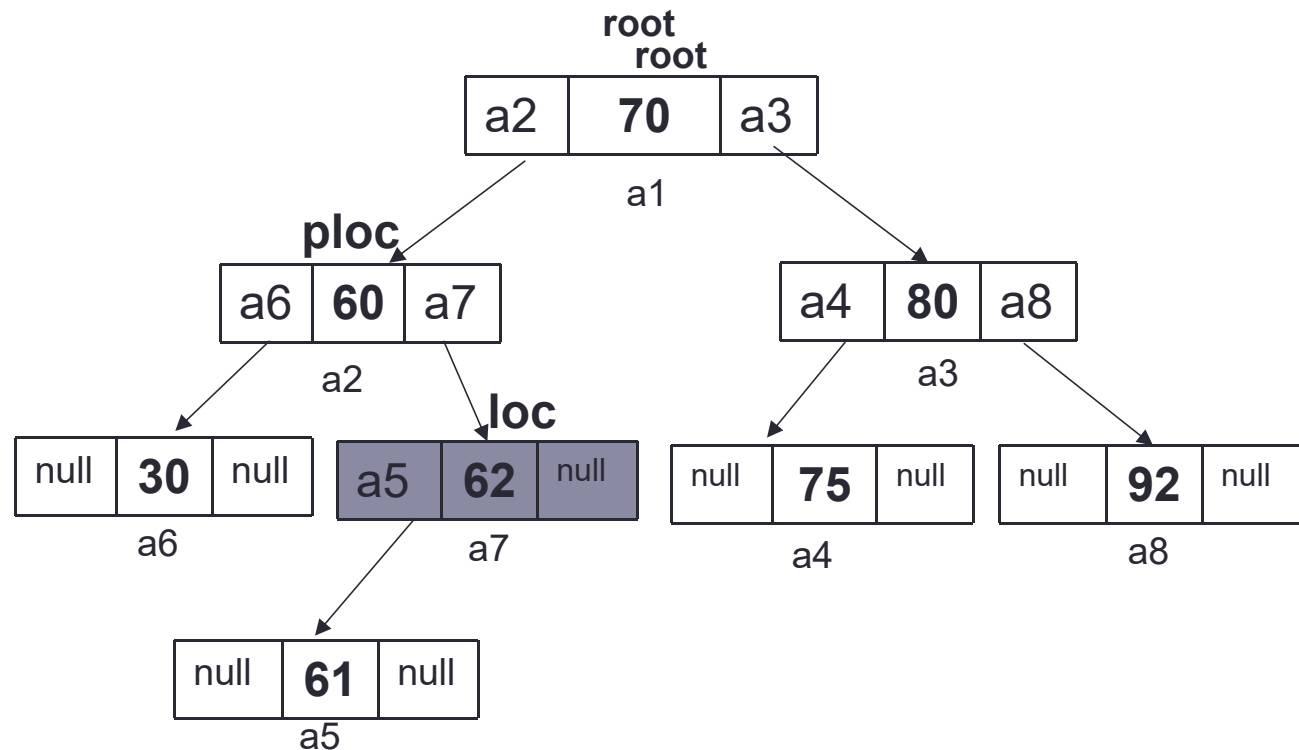 root
root
a2 70 a3
a1
ploc
a6 60 a7
a4 80 a8
a2
a3
loc
null 30 null
a5 62 null
null 75 null
null 92 null
a6
a7
a4
a8
null 61 null
a5